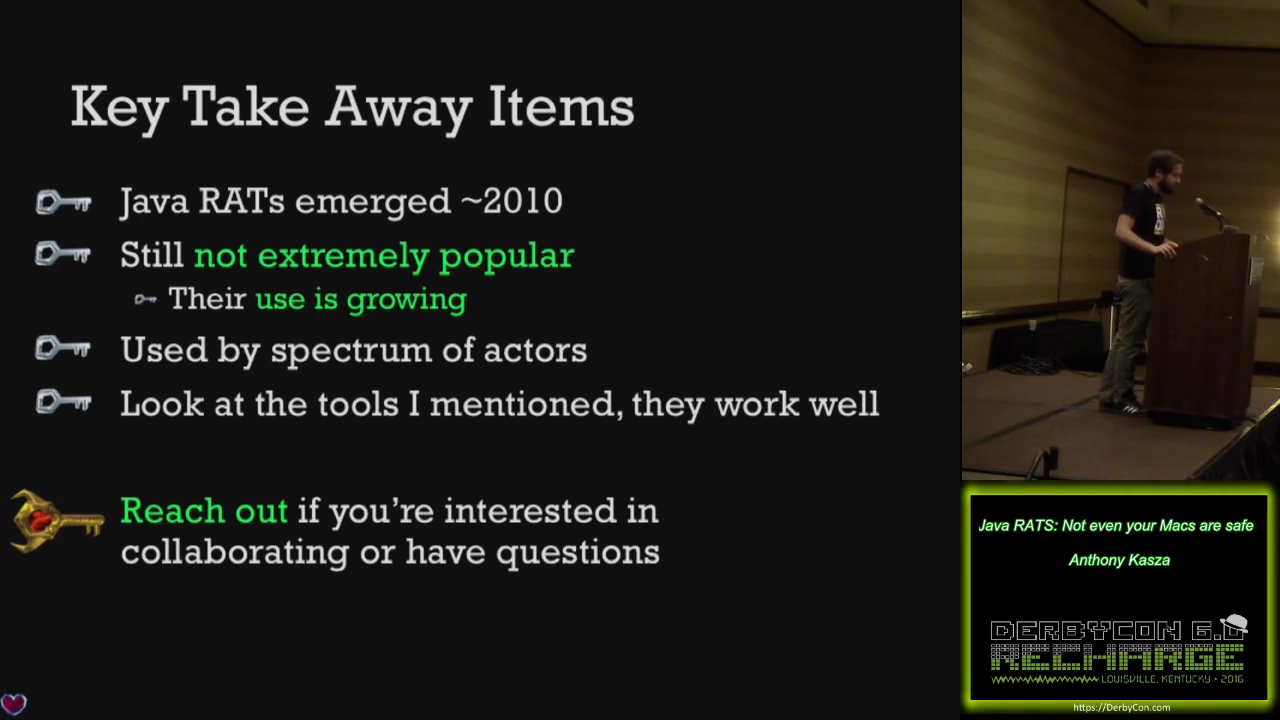 Key Take Away Items
Java RATs emerged ~2010
Still not extremely popular
Their use is growing
Used by spectrum of actors
Look at the tools I mentioned, they work well
Reach out if you’re interested in
collaborating or have questions
Java RATS: Not even your Macs are safe
Anthony Kasza
DERBYCON 6.0
RECHARGE
LOUISVILLE, KENTUCKY • 2016
https://DerbyCon.com